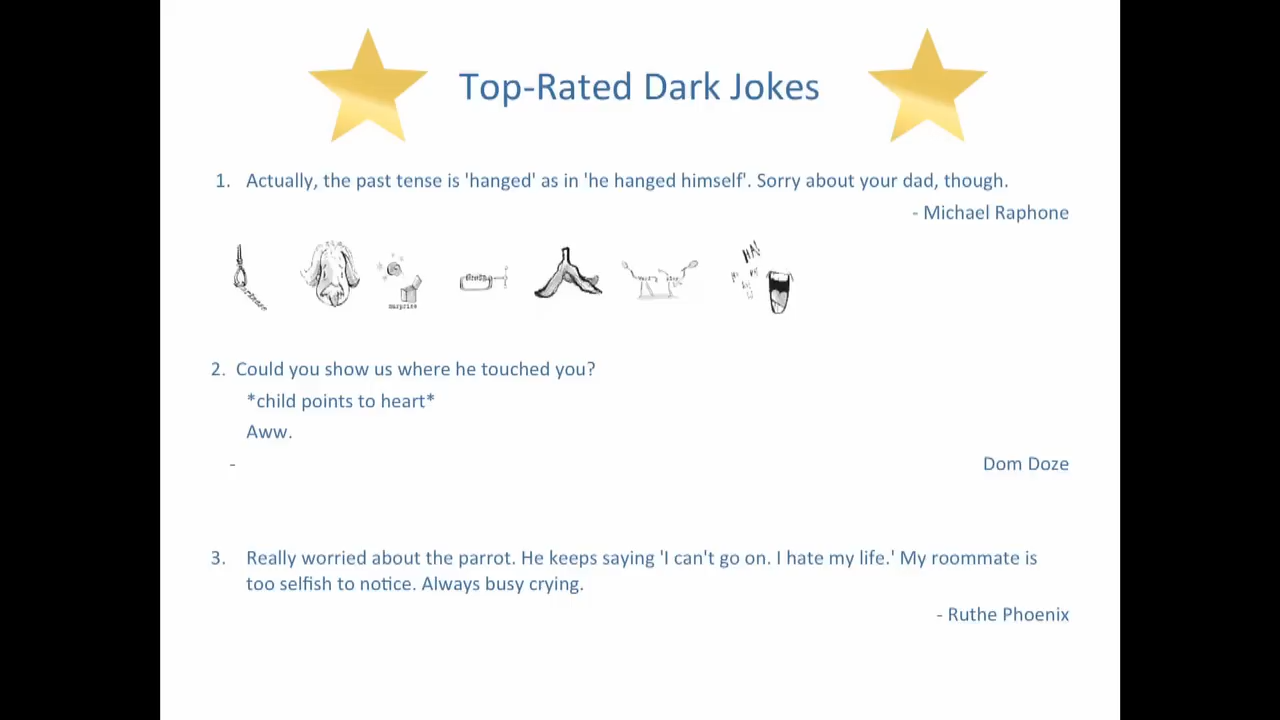 Top-Rated Dark Jokes
1. Actually, the past tense is 'hanged' as in 'he hanged himself'. Sorry about your dad, though.
- Michael Raphone
HA!
surprise
2. Could you show us where he touched you?
*child points to heart*
Aww.
- Dom Doze
3. Really worried about the parrot. He keeps saying 'I can't go on. I hate my life.' My roommate is
too selfish to notice. Always busy crying.
- Ruthe Phoenix